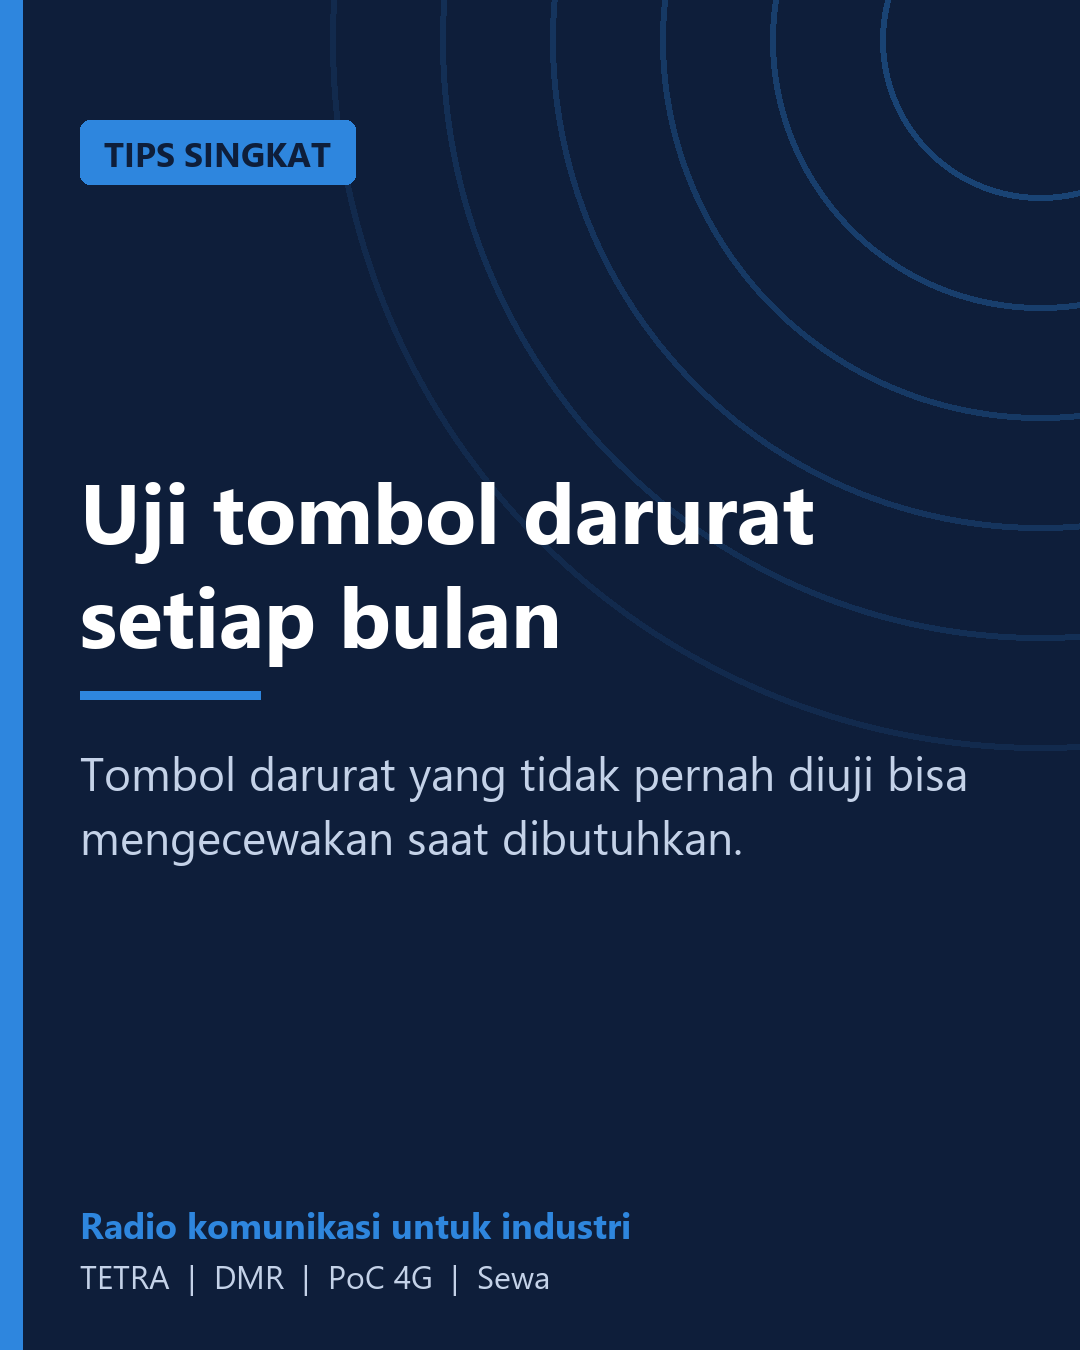 TIPS SINGKAT
Uji tombol darurat
setiap bulan
Tombol darurat yang tidak pernah diuji bisa
mengecewakan saat dibutuhkan.
Radio komunikasi untuk industri
TETRA | DMR | PoC 4G | Sewa